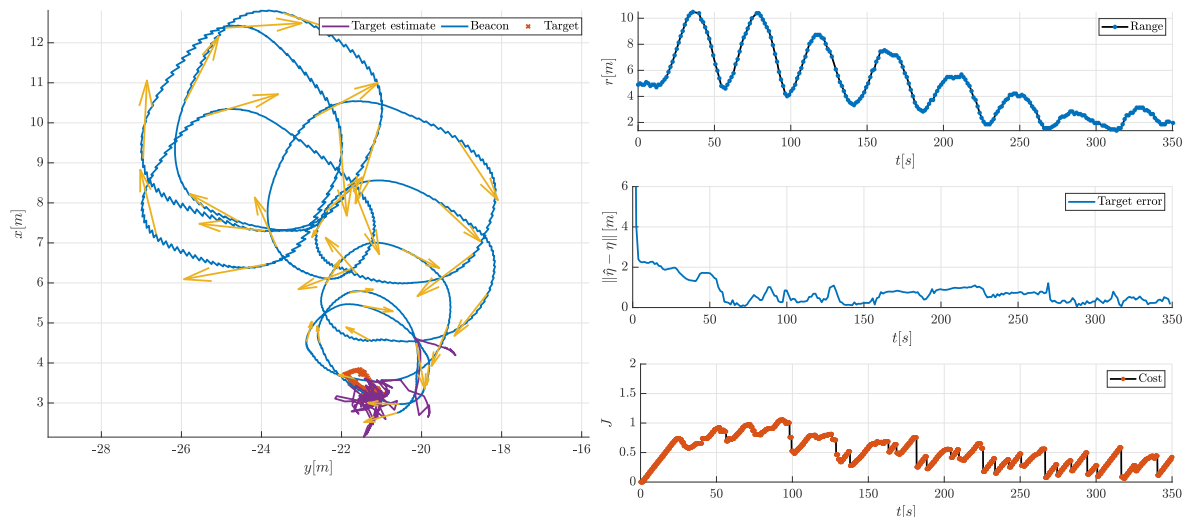 Target estimate Beacon Target
12
11
10
9
8
7
6
5
4
3
x[m]
-28 -26 -24 -22 -20 -18 -16
y[m]
Range
10
8
6
4
2
r[m]
0 50 100 150 200 250 300 350
t[s]
Target error
6
4
2
0
||η̂ − η|| [m]
0 50 100 150 200 250 300 350
t[s]
Cost
2
1.5
1
0.5
0
J
0 50 100 150 200 250 300 350
t[s]